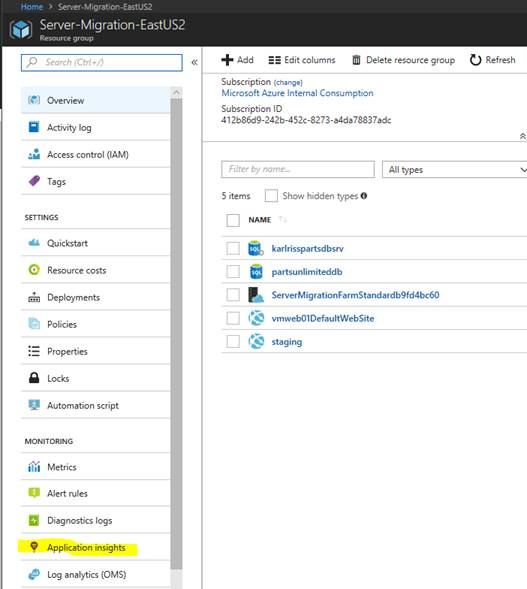 Home > Server-Migration-EastUS2
Server-Migration-EastUS2
Resource group
Search (Ctrl+/)
«
Overview
Activity log
Access control (IAM)
Tags
SETTINGS
Quickstart
Resource costs
Deployments
Policies
Properties
Locks
Automation script
MONITORING
Metrics
Alert rules
Diagnostics logs
Application insights
Log analytics (OMS)
Add Edit columns Delete resource group Refresh
Subscription (change)
Microsoft Azure Internal Consumption
Subscription ID
412b86d9-242b-452c-8273-a4da78837adc
Filter by name... All types
5 items Show hidden types
NAME
karlrisspartsdbsrv
partsunlimiteddb
ServerMigrationFarmStandardb9fd4bc60
vmweb01DefaultWebSite
staging